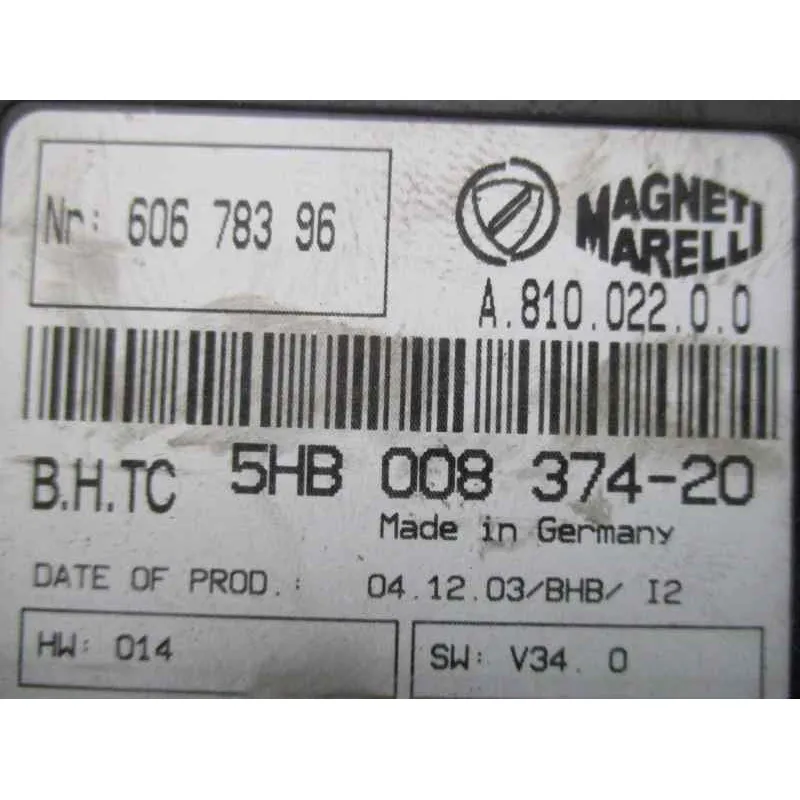 Nr: 606 783 96
MAGNETI
MARELLI
A.810.022.0.0
B.H.TC 5HB 008 374-20
Made in Germany
DATE OF PROD.: 04.12.03/BHB/ I2
HW: 014
SW: V34.0